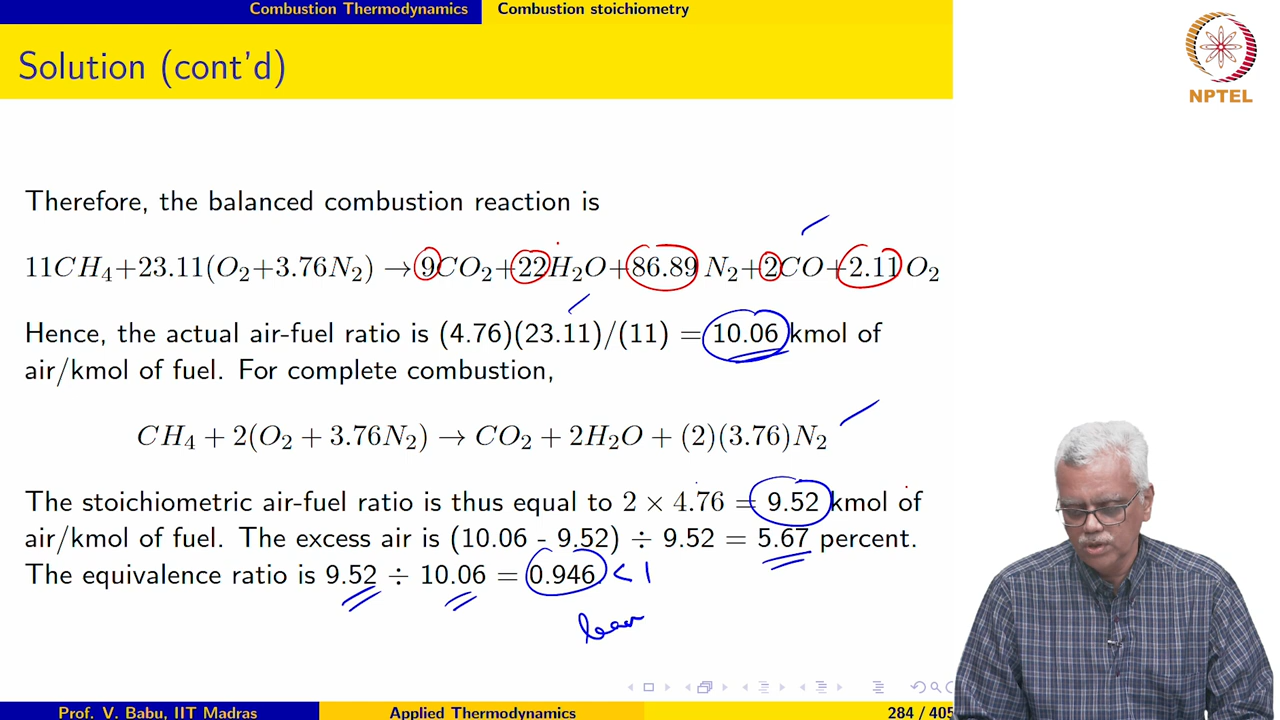 Combustion Thermodynamics Combustion stoichiometry
Solution (cont'd)
NPTEL
Therefore, the balanced combustion reaction is
11CH₄+23.11(O₂+3.76N₂) → 9CO₂+22H₂O+86.89 N₂+2CO+2.11 O₂
Hence, the actual air-fuel ratio is (4.76)(23.11)/(11) = 10.06 kmol of
air/kmol of fuel. For complete combustion,
CH₄ + 2(O₂ + 3.76N₂) → CO₂ + 2H₂O + (2)(3.76)N₂
The stoichiometric air-fuel ratio is thus equal to 2 × 4.76 = 9.52 kmol of
air/kmol of fuel. The excess air is (10.06 - 9.52) ÷ 9.52 = 5.67 percent.
The equivalence ratio is 9.52 ÷ 10.06 = 0.946 < 1
lean
Prof. V. Babu, IIT Madras Applied Thermodynamics 284 / 405